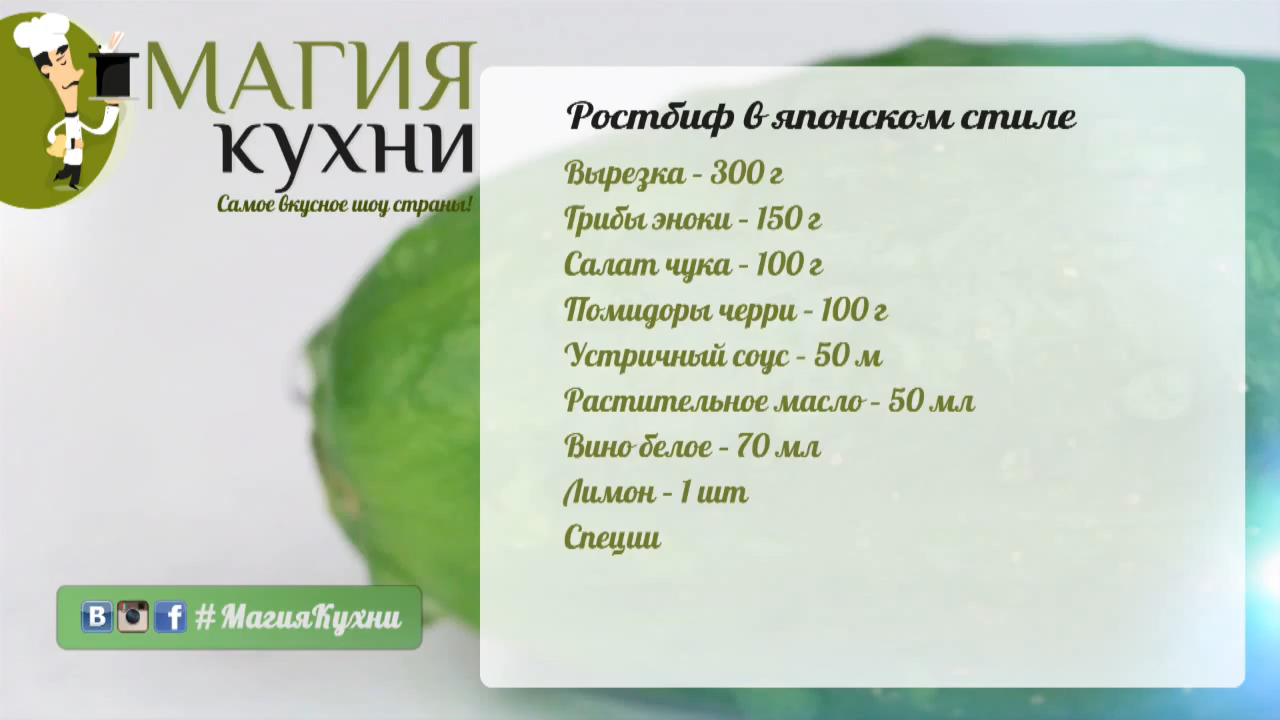 МАГИЯ
КУХНИ
Самое вкусное шоу страны!
Ростбиф в японском стиле
Вырезка – 300 г
Грибы эноки – 150 г
Салат чука – 100 г
Помидоры черри – 100 г
Устричный соус – 50 м
Растительное масло – 50 мл
Вино белое – 70 мл
Лимон – 1 шт
Специи
В f #МагияКухни